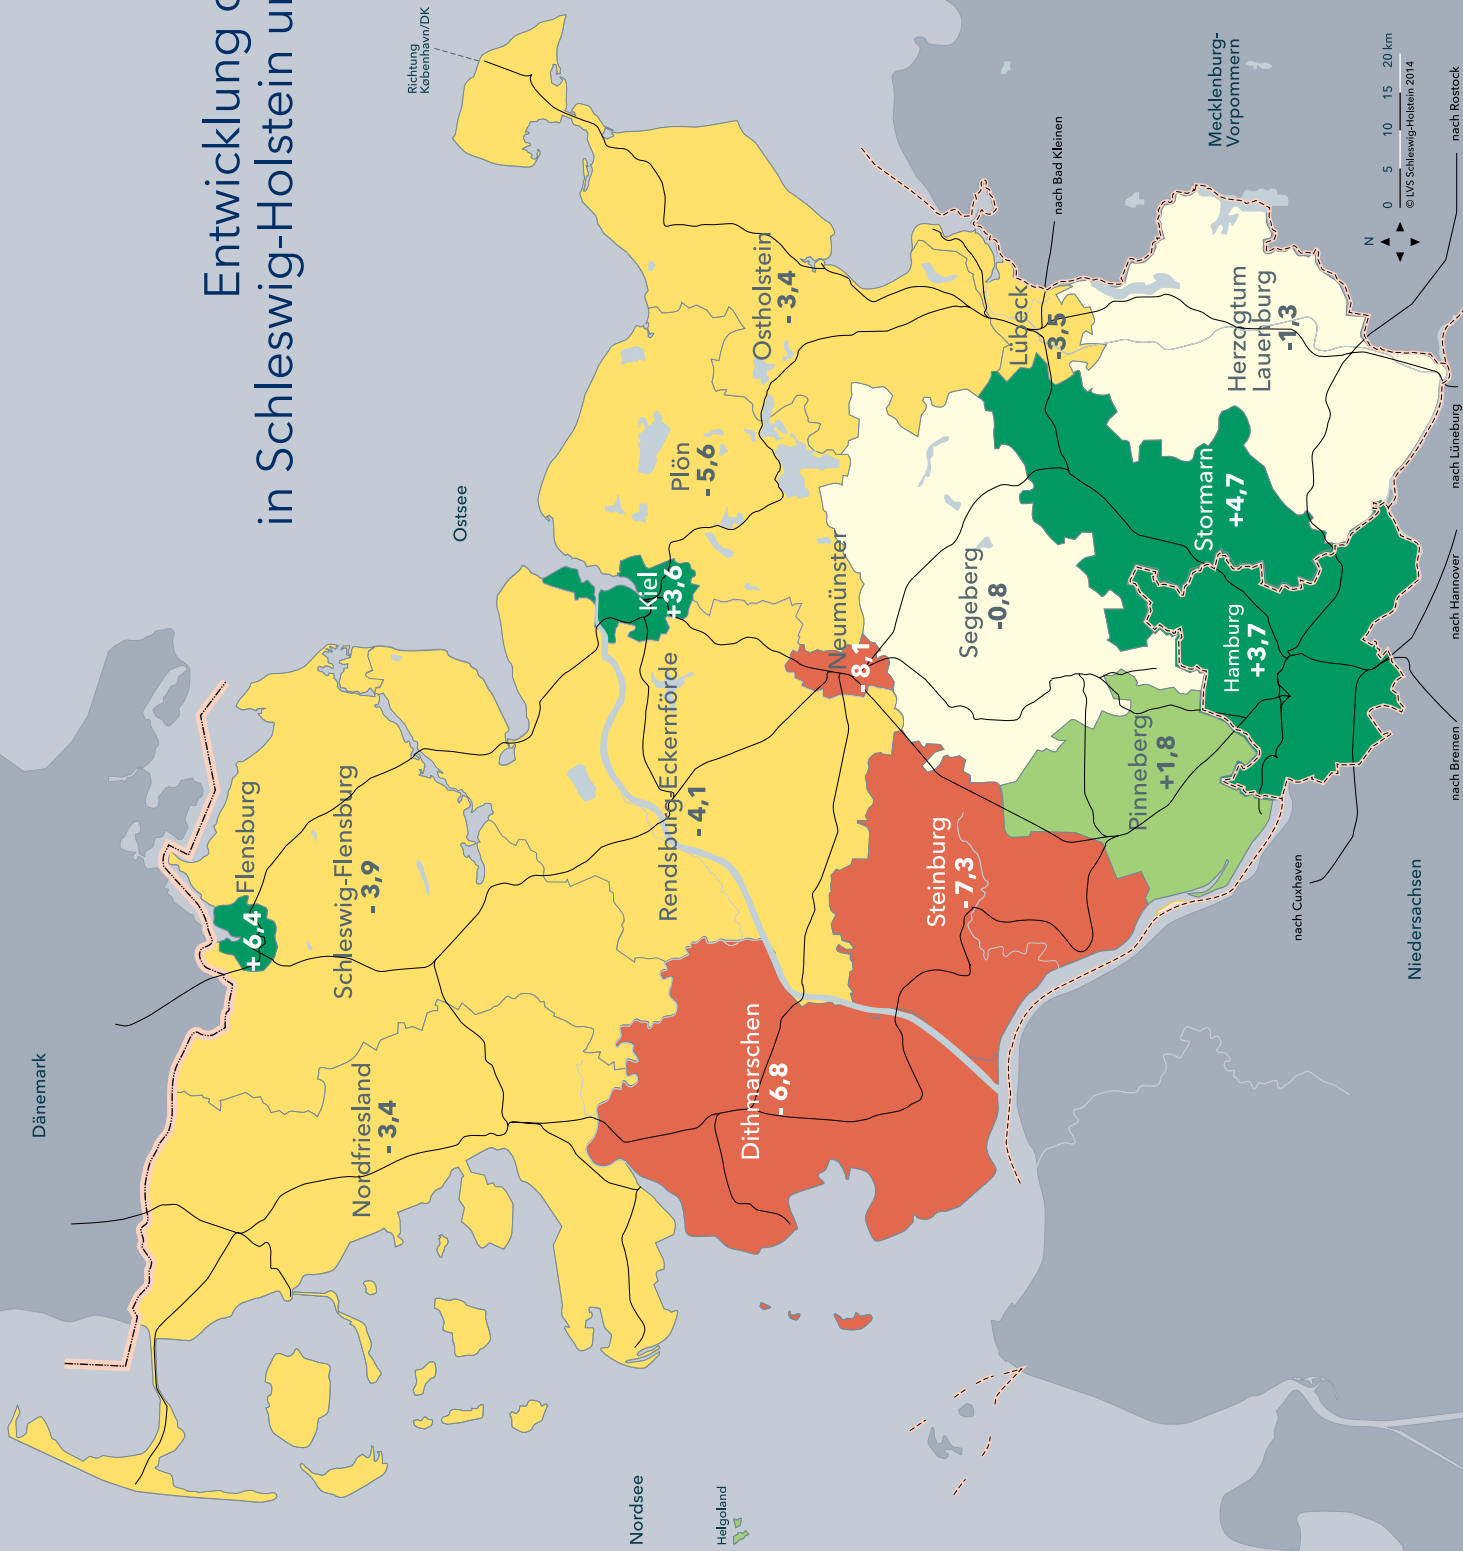 Entwicklung
in Schleswig-Holstein
Richtung
København/DK
Dänemark
Ostsee
Nordsee
Helgoland
Flensburg
+6,4
Schleswig-Flensburg
- 3,9
Nordfriesland
- 3,4
Kiel
+3,6
Rendsburg-Eckernförde
- 4,1
Plön
- 5,6
Ostholstein
- 3,4
Dithmarschen
- 6,8
Neumünster
- 8,1
Steinburg
- 7,3
Segeberg
-0,8
Lübeck
-3,5
Pinneberg
+1,8
Stormarn
+4,7
Hamburg
+3,7
Herzogtum
Lauenburg
-1,3
Mecklenburg-
Vorpommern
Niedersachsen
nach Bad Kleinen
nach Rostock
nach Lüneburg
nach Hannover
nach Bremen
nach Cuxhaven
N
0 5 10 15 20 km
© LVS Schleswig-Holstein 2014